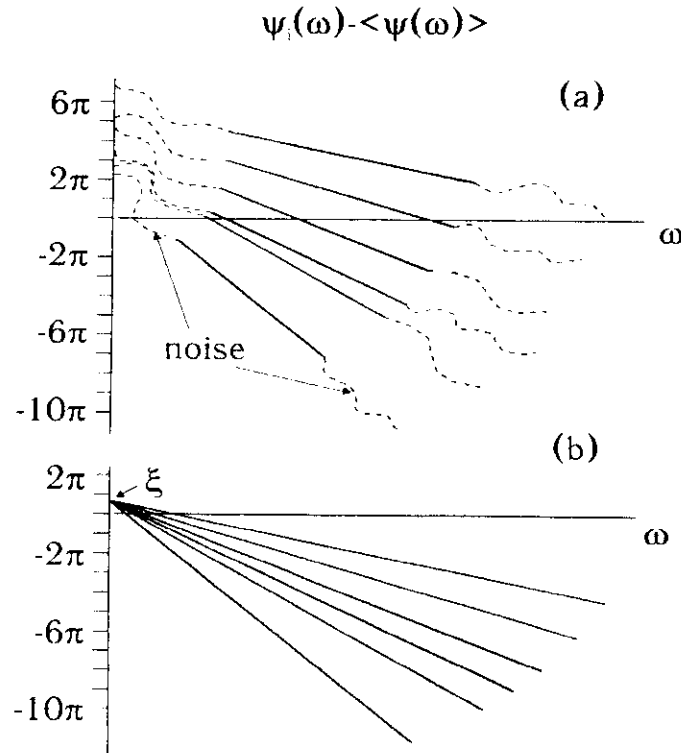 ψᵢ(ω)-<ψ(ω)>
(a)
6π
2π
-2π
-6π
-10π
ω
noise
(b)
2π
ξ
-2π
-6π
-10π
ω